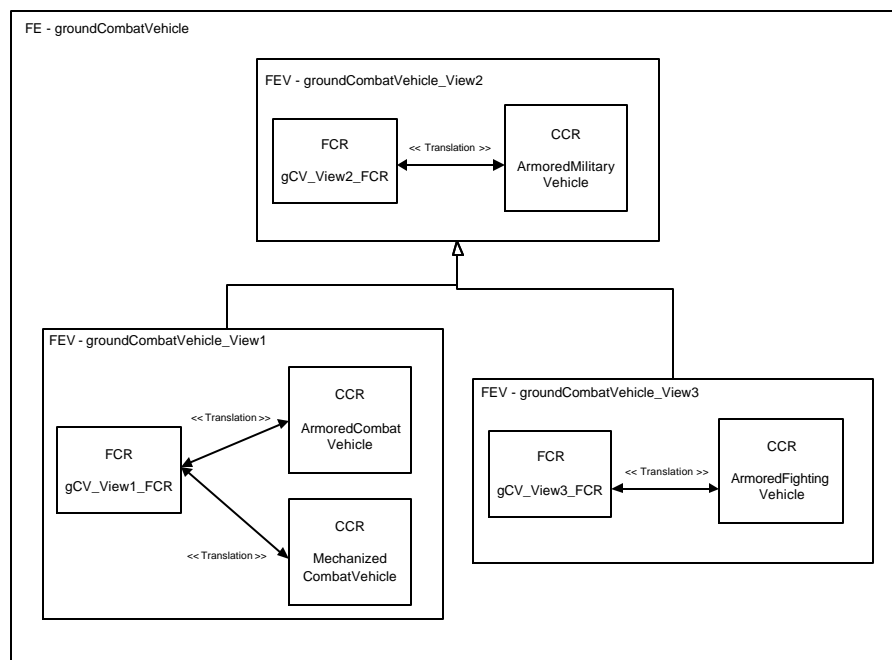 FE - groundCombatVehicle
FEV - groundCombatVehicle_View2
FCR
gCV_View2_FCR
<< Translation >>
CCR
ArmoredMilitary
Vehicle
FEV - groundCombatVehicle_View1
FCR
gCV_View1_FCR
<< Translation >>
CCR
ArmoredCombat
Vehicle
<< Translation >>
CCR
Mechanized
CombatVehicle
FEV - groundCombatVehicle_View3
FCR
gCV_View3_FCR
<< Translation >>
CCR
ArmoredFighting
Vehicle